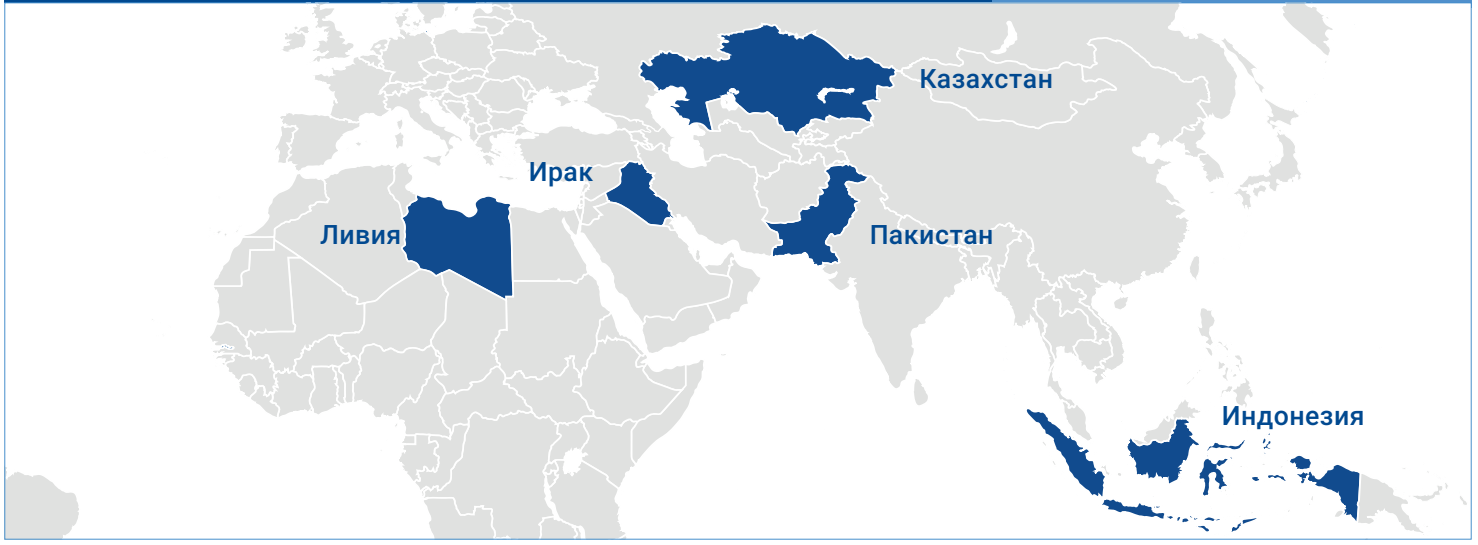 Казахстан
Ирак
Ливия
Пакистан
Индонезия